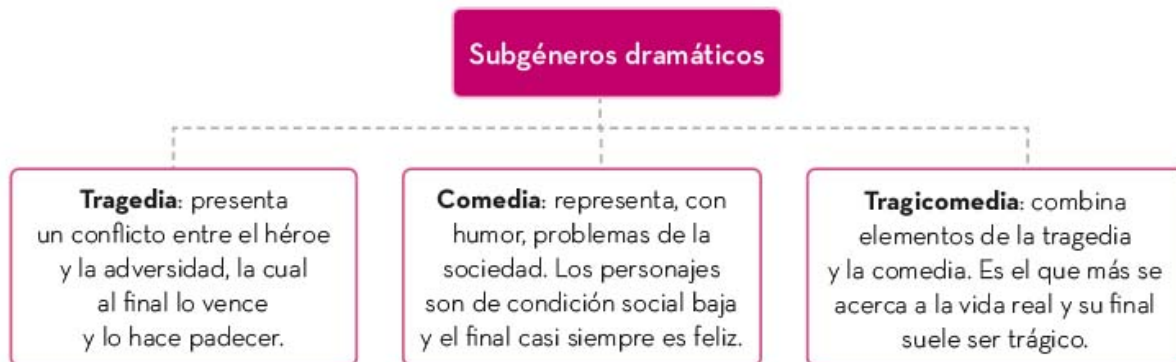 Subgéneros dramáticos
Tragedia: presenta
un conflicto entre el héroe
y la adversidad, la cual
al final lo vence
y lo hace padecer.
Comedia: representa, con
humor, problemas de la
sociedad. Los personajes
son de condición social baja
y el final casi siempre es feliz.
Tragicomedia: combina
elementos de la tragedia
y la comedia. Es el que más se
acerca a la vida real y su final
suele ser trágico.